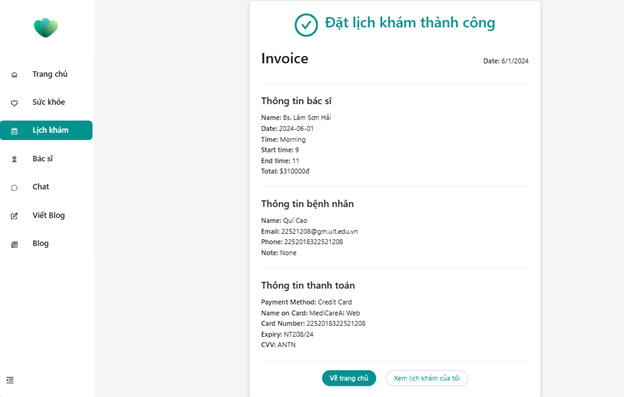 Đặt lịch khám thành công
Invoice
Date: 6/1/2024
Trang chủ
Sức khỏe
Lịch khám
Bác sĩ
Chat
Viết Blog
Blog
Thông tin bác sĩ
Name: Bs. Lâm Sơn Hải
Date: 2024-06-01
Time: Morning
Start time: 9
End time: 11
Total: $310000đ
Thông tin bệnh nhân
Name: Quí Cao
Email: 22521208@gm.uit.edu.vn
Phone: 2252018322521208
Note: None
Thông tin thanh toán
Payment Method: Credit Card
Name on Card: MediCareAI Web
Card Number: 2252018322521208
Expiry: NT208/24
CVV: ANTN
Về trang chủ
Xem lịch khám của tôi